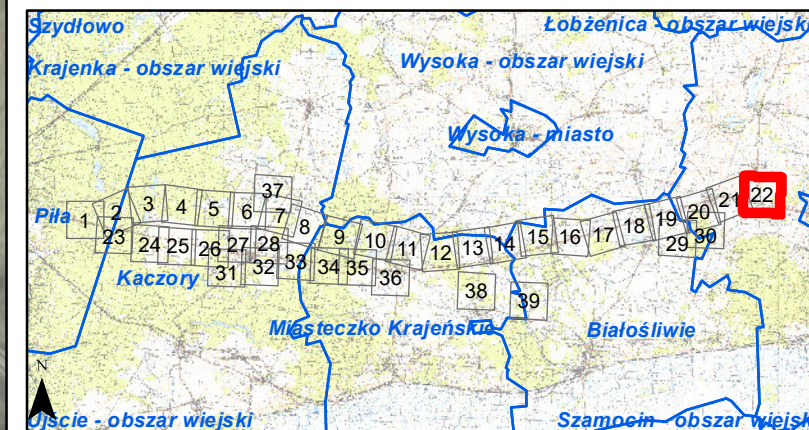 Szydłowo
Łobżenica - obszar wiejski
Krajenka - obszar wiejski
Wysoka - obszar wiejski
Wysoka - miasto
37
22
21
1 2 3 4 5 6 7 8 9 10 11 12 13 14 15 16 17 18 19 20
Piła
23 24 25 26 27 28 29 30
31 32 33 34 35 36
Kaczory
38 39
Miasteczko Krajeńskie
Białośliwie
N
Ujście - obszar wiejski
Szamocin - obszar wiejski